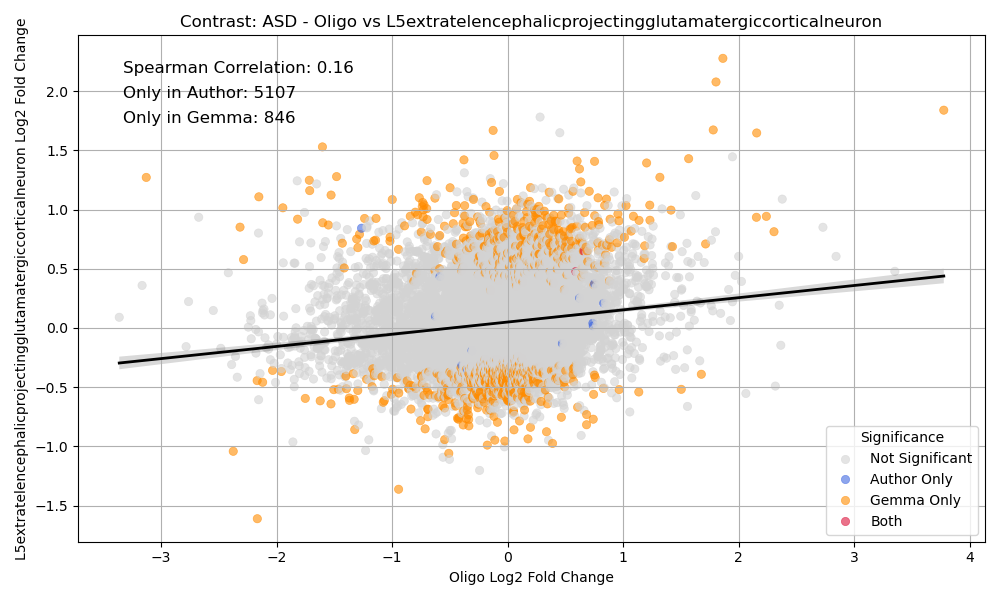 Contrast: ASD - Oligo vs L5extratelencephalicprojectingglutamatergiccorticalneuron
L5extratelencephalicprojectingglutamatergiccorticalneuron Log2 Fold Change
Spearman Correlation: 0.16
Only in Author: 5107
Only in Gemma: 846
2.0
1.5
1.0
0.5
0.0
−0.5
−1.0
−1.5
Significance
Not Significant
Author Only
Gemma Only
Both
−3 −2 −1 0 1 2 3 4
Oligo Log2 Fold Change